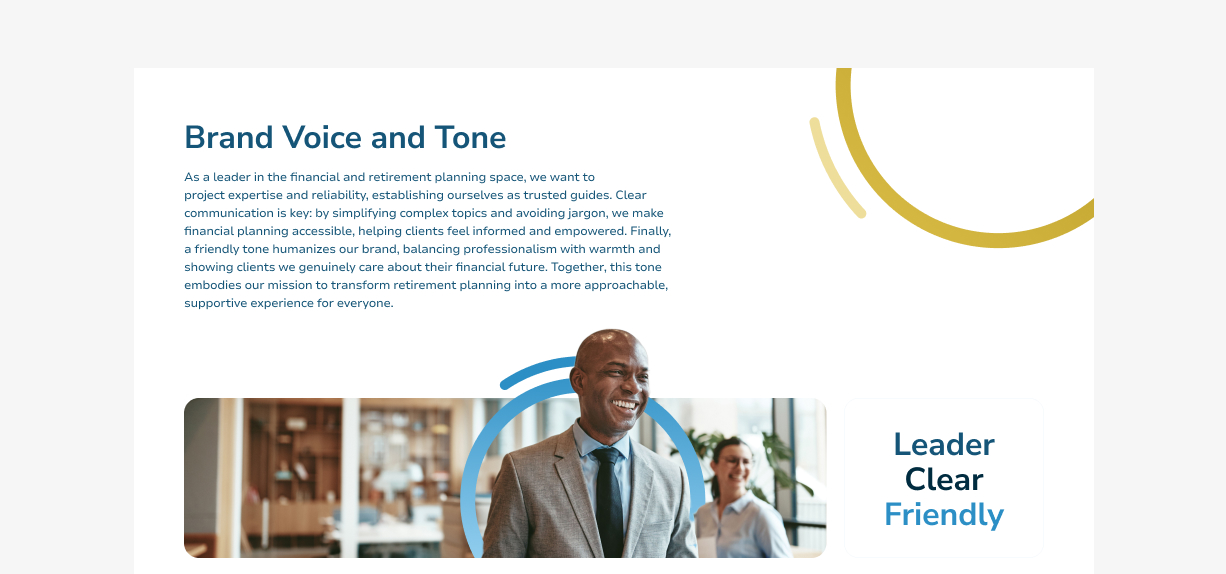 Brand Voice and Tone
As a leader in the financial and retirement planning space, we want to
project expertise and reliability, establishing ourselves as trusted guides. Clear
communication is key: by simplifying complex topics and avoiding jargon, we make
financial planning accessible, helping clients feel informed and empowered. Finally,
a friendly tone humanizes our brand, balancing professionalism with warmth and
showing clients we genuinely care about their financial future. Together, this tone
embodies our mission to transform retirement planning into a more approachable,
supportive experience for everyone.
Leader
Clear
Friendly